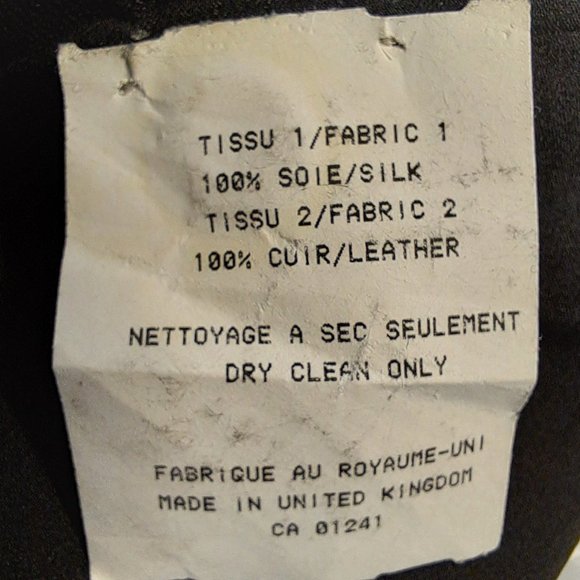 TISSU 1/FABRIC 1
100% SOIE/SILK
TISSU 2/FABRIC 2
100% CUIR/LEATHER
NETTOYAGE A SEC SEULEMENT
DRY CLEAN ONLY
FABRIQUE AU ROYAUME-UNI
MADE IN UNITED KINGDOM
CA 01241